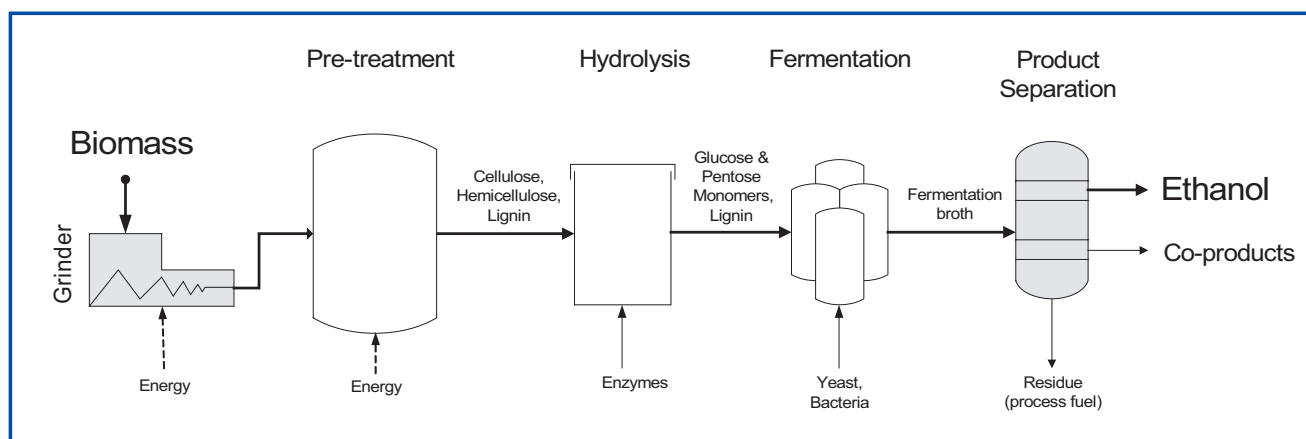 Pre-treatment
Hydrolysis
Fermentation
Product
Separation
Biomass
Grinder
Cellulose,
Hemicellulose,
Lignin
Glucose &
Pentose
Monomers,
Lignin
Fermentation
broth
Ethanol
Co-products
Energy
Energy
Enzymes
Yeast,
Bacteria
Residue
(process fuel)